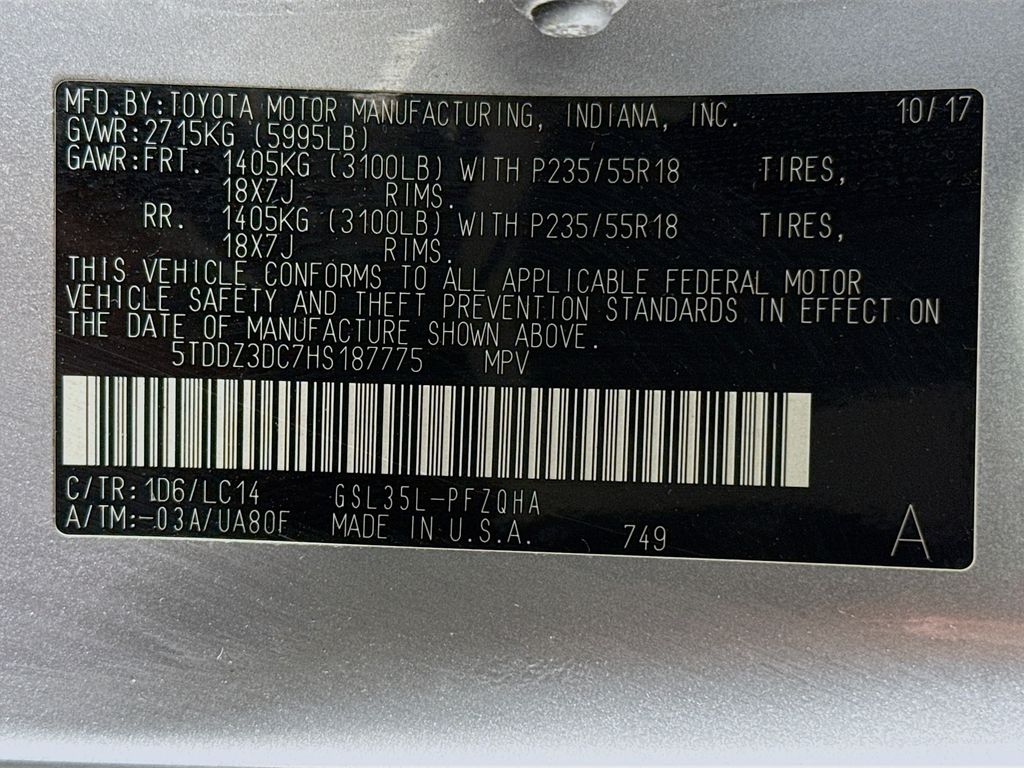 MFD.BY:TOYOTA MOTOR MANUFACTURING, INDIANA, INC. 10/17
GVWR:2715KG (5995LB)
GAWR:FRT. 1405KG (3100LB) WITH P235/55R18 TIRES,
18X7J RIMS.
RR. 1405KG (3100LB) WITH P235/55R18 TIRES,
18X7J RIMS.
THIS VEHICLE CONFORMS TO ALL APPLICABLE FEDERAL MOTOR
VEHICLE SAFETY AND THEFT PREVENTION STANDARDS IN EFFECT ON
THE DATE OF MANUFACTURE SHOWN ABOVE.
5TDDZ3DC7HS187775 MPV
C/TR:1D6/LC14 GSL35L-PFZQHA
A/TM:-03A/UA80F MADE IN U.S.A. 749 A